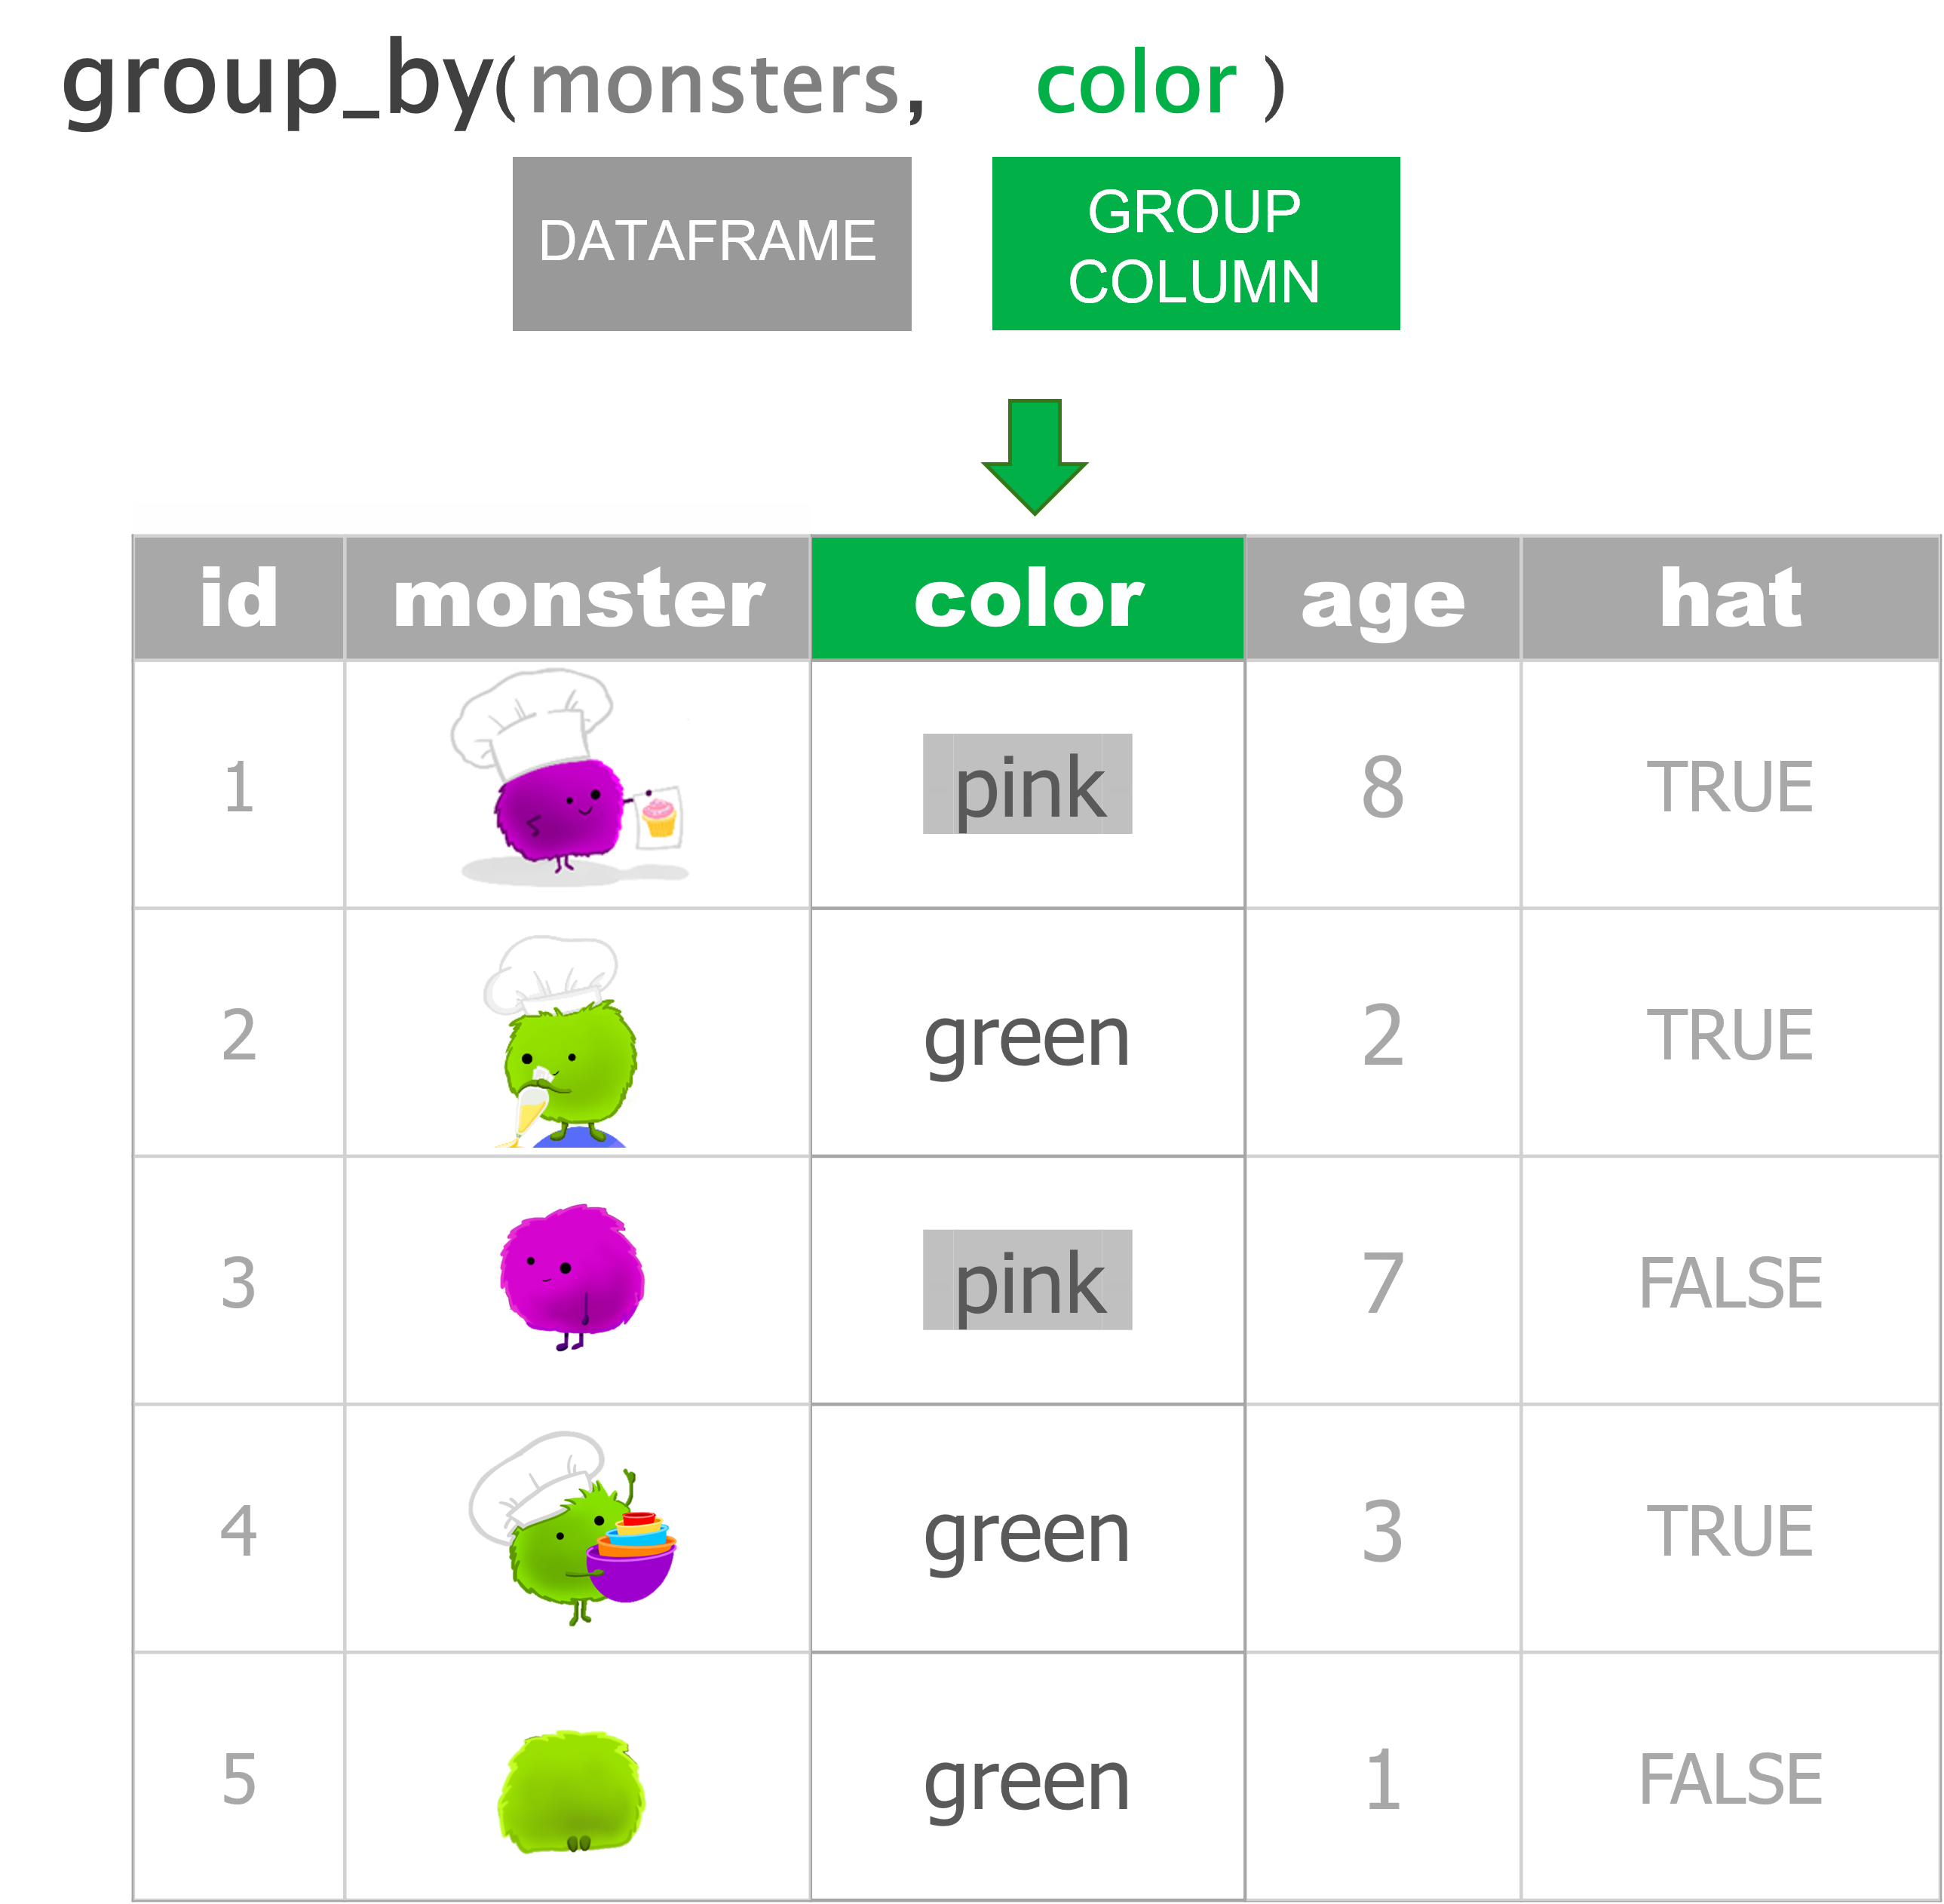 group_by(monsters, color)
DATAFRAME
GROUP
COLUMN
id monster color age hat
1 pink 8 TRUE
2 green 2 TRUE
3 pink 7 FALSE
4 green 3 TRUE
5 green 1 FALSE